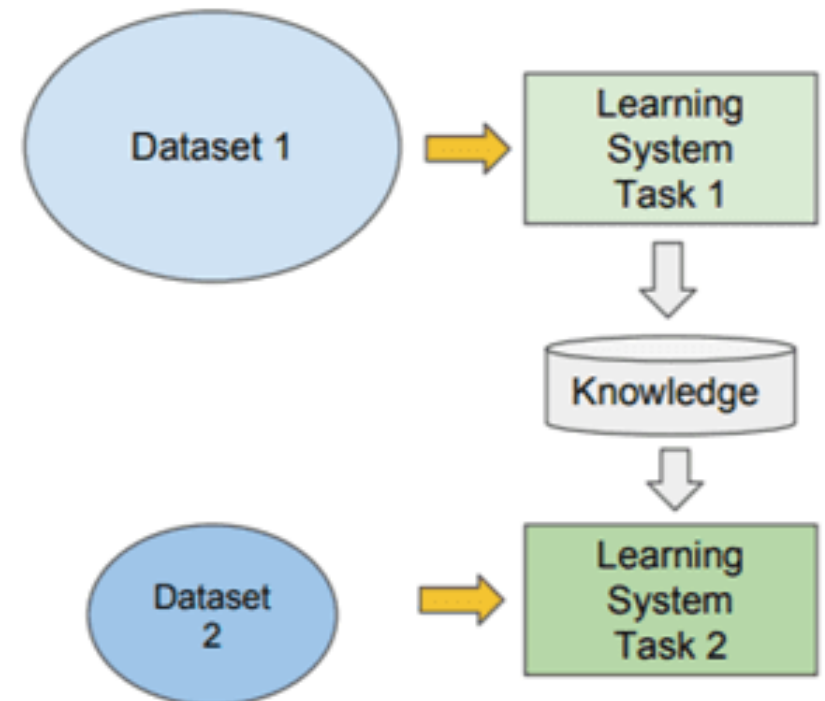 Dataset 1
Learning
System
Task 1
Knowledge
Dataset
2
Learning
System
Task 2